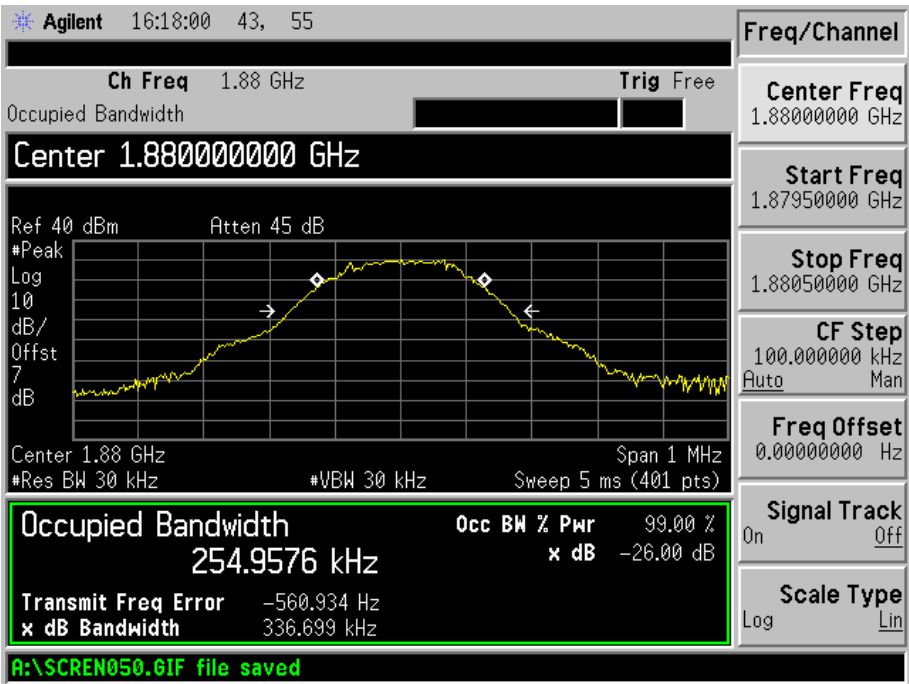 Agilent 16:18:00 43, 55
Ch Freq 1.88 GHz Trig Free
Occupied Bandwidth
Center 1.880000000 GHz
Ref 40 dBm Atten 45 dB
#Peak
Log
10
dB/
Offst
7
dB
Center 1.88 GHz Span 1 MHz
#Res BW 30 kHz #VBW 30 kHz Sweep 5 ms (401 pts)
Occupied Bandwidth Occ BW % Pwr 99.00 %
254.9576 kHz x dB -26.00 dB
Transmit Freq Error -560.934 Hz
x dB Bandwidth 336.699 kHz
A:\SCREN050.GIF file saved
Freq/Channel
Center Freq
1.88000000 GHz
Start Freq
1.87950000 GHz
Stop Freq
1.88050000 GHz
CF Step
100.000000 kHz
Auto Man
Freq Offset
0.00000000 Hz
Signal Track
On Off
Scale Type
Log Lin